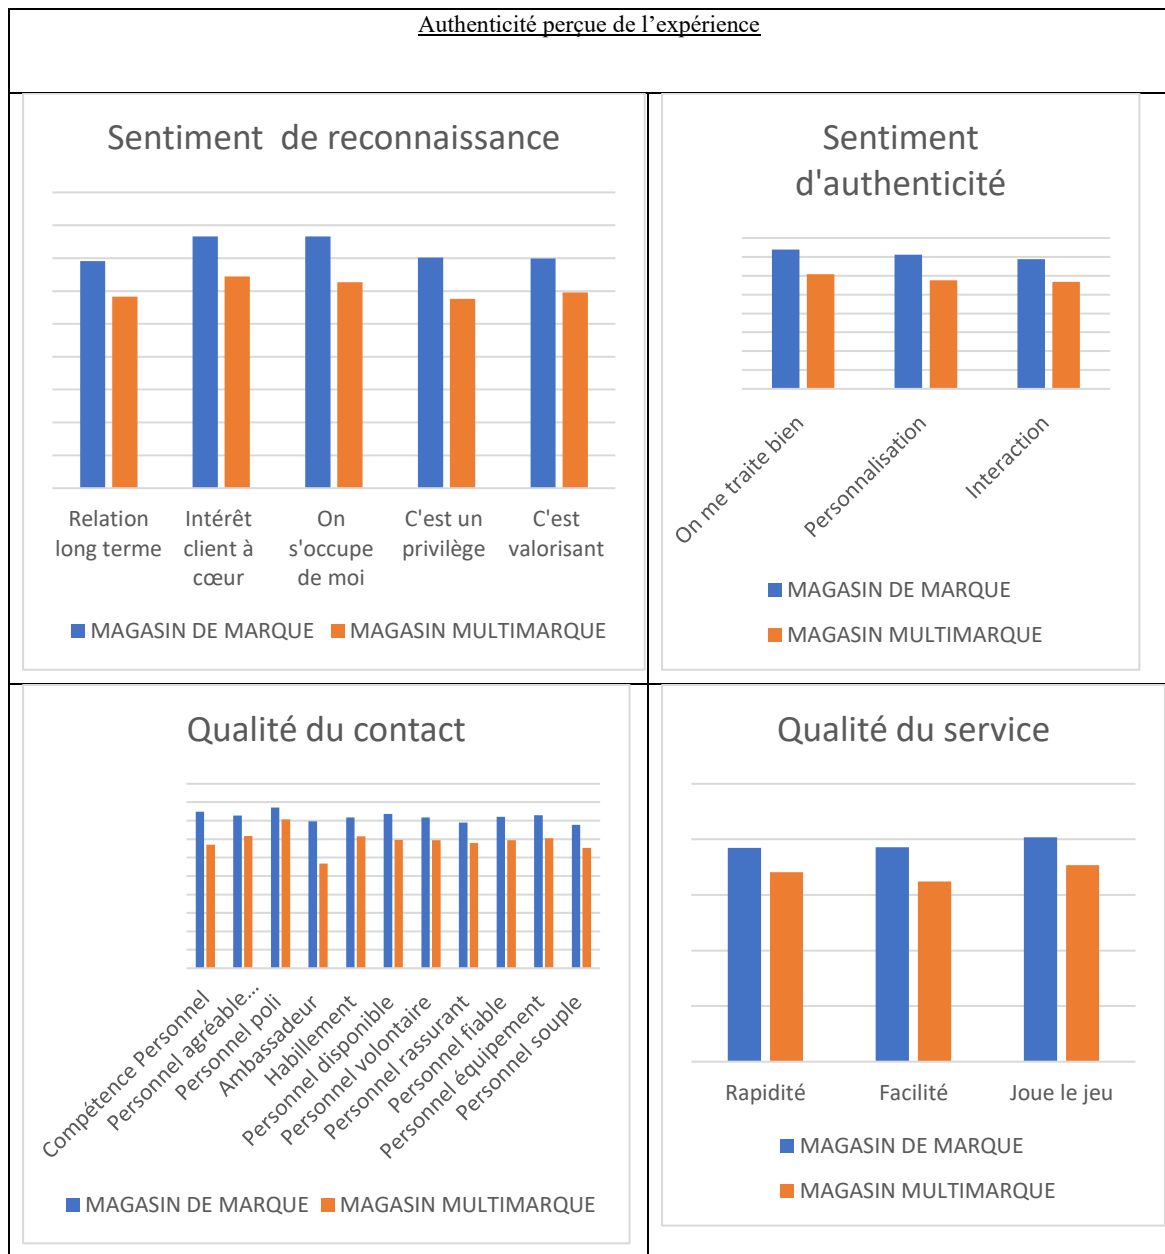 Authenticité perçue de l’expérience
Sentiment  de reconnaissance
Relation
long terme
Intérêt
client à
cœur
On
s'occupe
de moi
C'est un
privilège
C'est
valorisant
MAGASIN DE MARQUE
MAGASIN MULTIMARQUE
Sentiment
d'authenticité
On me traite bien
Personnalisation
Interaction
MAGASIN DE MARQUE
MAGASIN MULTIMARQUE
Qualité du contact
Compétence Personnel
Personnel agréable…
Personnel poli
Ambassadeur
Habillement
Personnel disponible
Personnel volontaire
Personnel rassurant
Personnel fiable
Personnel équipement
Personnel souple
MAGASIN DE MARQUE
MAGASIN MULTIMARQUE
Qualité du service
Rapidité
Facilité
Joue le jeu
MAGASIN DE MARQUE
MAGASIN MULTIMARQUE